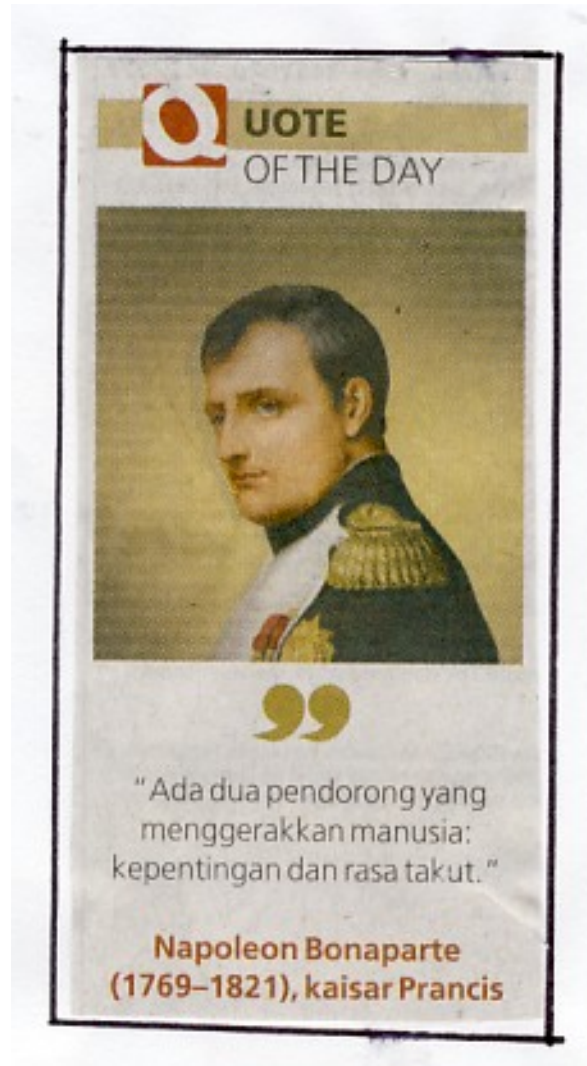 QUOTE
OF THE DAY
”
“Ada dua pendorong yang
menggerakkan manusia:
kepentingan dan rasa takut.”
Napoleon Bonaparte
(1769–1821), kaisar Prancis